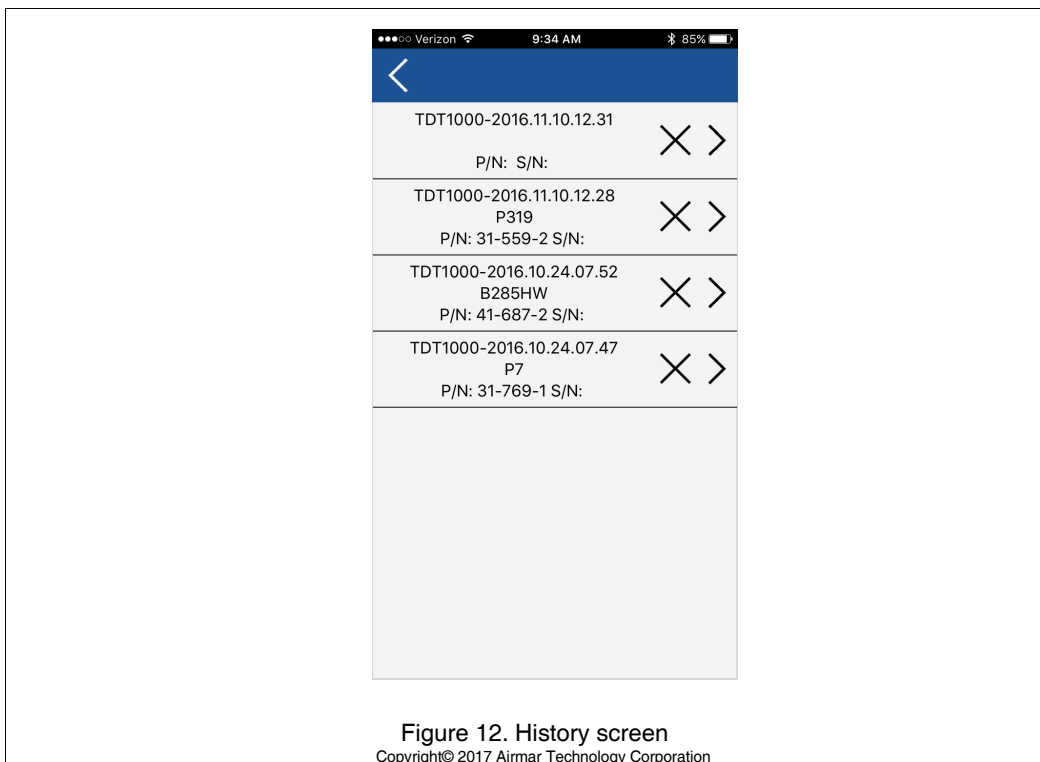 Verizon 9:34 AM 85%
TDT1000-2016.11.10.12.31
P/N: S/N:
TDT1000-2016.11.10.12.28
P319
P/N: 31-559-2 S/N:
TDT1000-2016.10.24.07.52
B285HW
P/N: 41-687-2 S/N:
TDT1000-2016.10.24.07.47
P7
P/N: 31-769-1 S/N:
Figure 12. History screen
Copyright© 2017 Airmar Technology Corporation